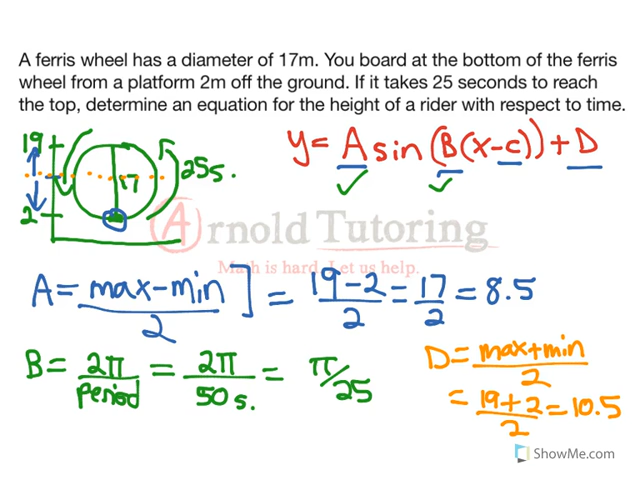 A ferris wheel has a diameter of 17m. You board at the bottom of the ferris
wheel from a platform 2m off the ground. If it takes 25 seconds to reach
the top, determine an equation for the height of a rider with respect to time.
19
17
25s.
2
y = A sin (B(x-c)) + D
Arnold Tutoring
Math is hard. Let us help.
A = max-min / 2 ] = 19-2 / 2 = 17 / 2 = 8.5
B = 2π / period = 2π / 50 s. = π/25
D = max+min / 2
= 19+2 / 2 = 10.5
ShowMe.com